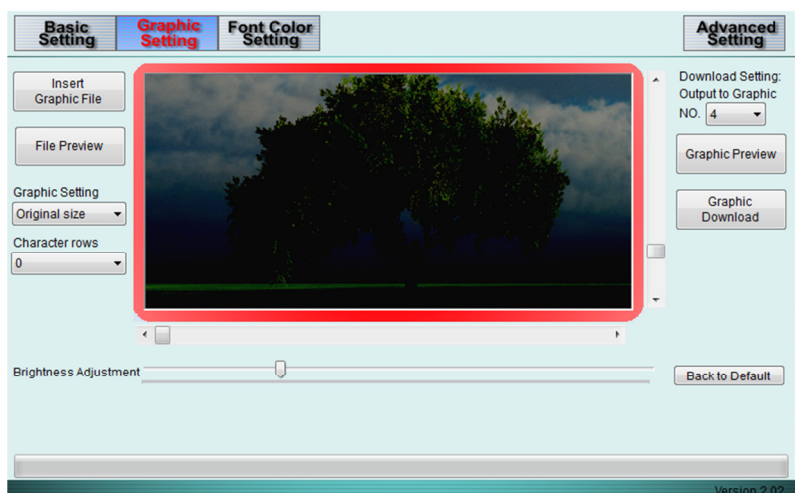 Basic
Setting
Graphic
Setting
Font Color
Setting
Advanced
Setting
Insert
Graphic File
File Preview
Graphic Setting
Original size
Character rows
0
Download Setting:
Output to Graphic
NO. 4
Graphic Preview
Graphic
Download
Brightness Adjustment
Back to Default
Version 2.02